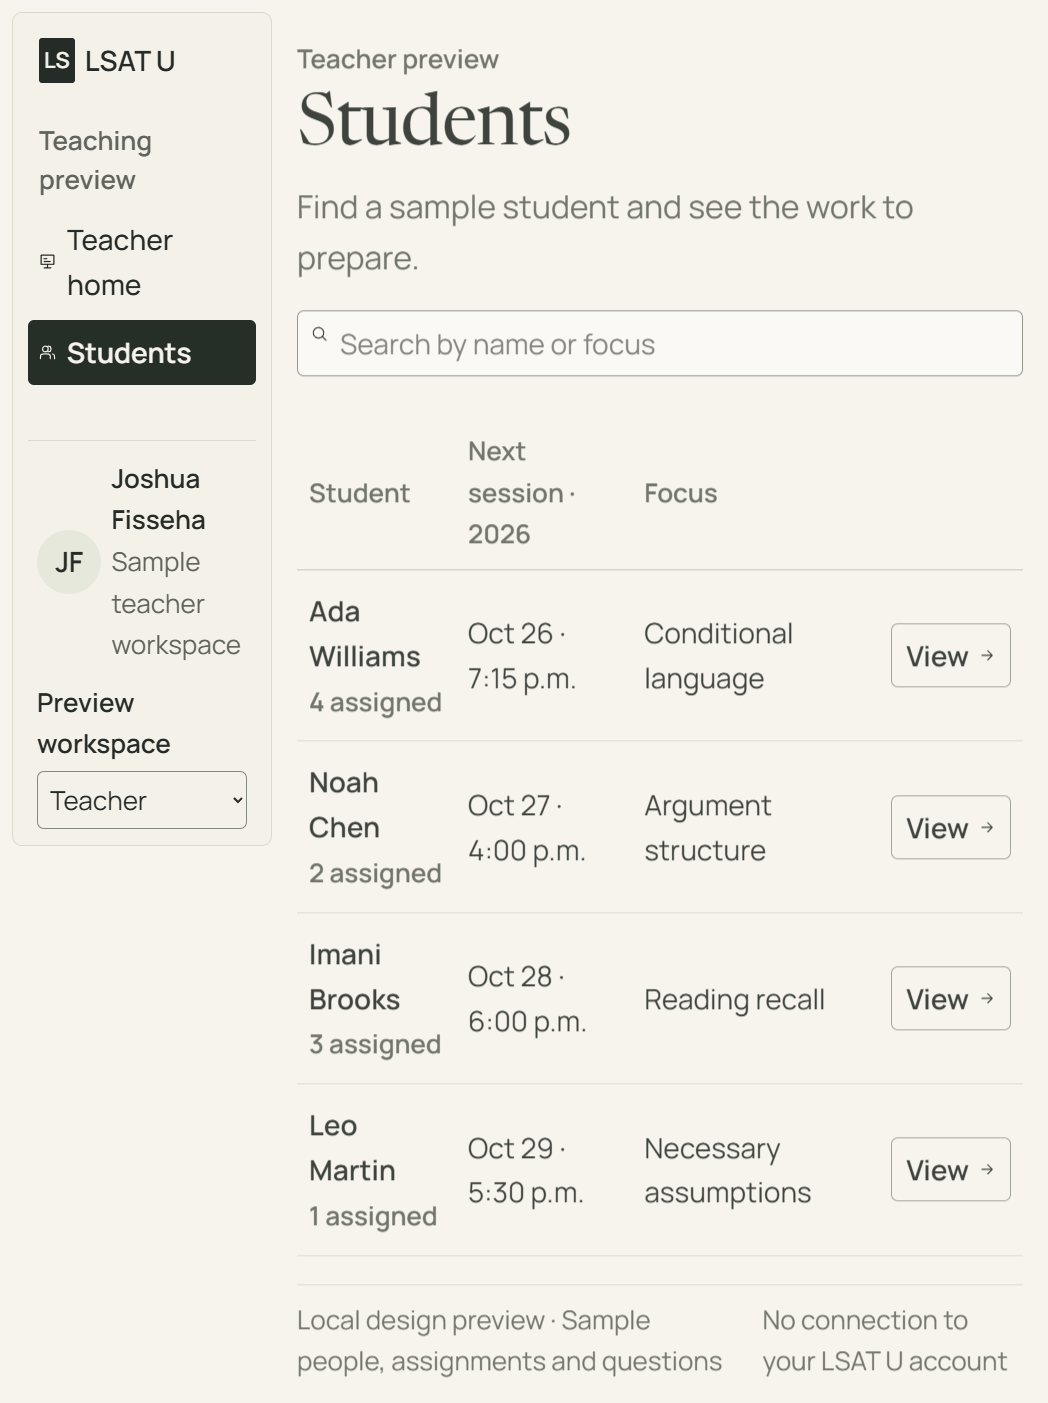 LS LSAT U
Teaching
preview
Teacher
home
Students
Joshua
Fisseha
JF
Sample
teacher
workspace
Preview
workspace
Teacher
Teacher preview
Students
Find a sample student and see the work to
prepare.
Search by name or focus
Student
Next
session ·
2026
Focus
Ada
Williams
4 assigned
Oct 26 ·
7:15 p.m.
Conditional
language
View
Noah
Chen
2 assigned
Oct 27 ·
4:00 p.m.
Argument
structure
View
Imani
Brooks
3 assigned
Oct 28 ·
6:00 p.m.
Reading recall
View
Leo
Martin
1 assigned
Oct 29 ·
5:30 p.m.
Necessary
assumptions
View
Local design preview · Sample
people, assignments and questions
No connection to
your LSAT U account